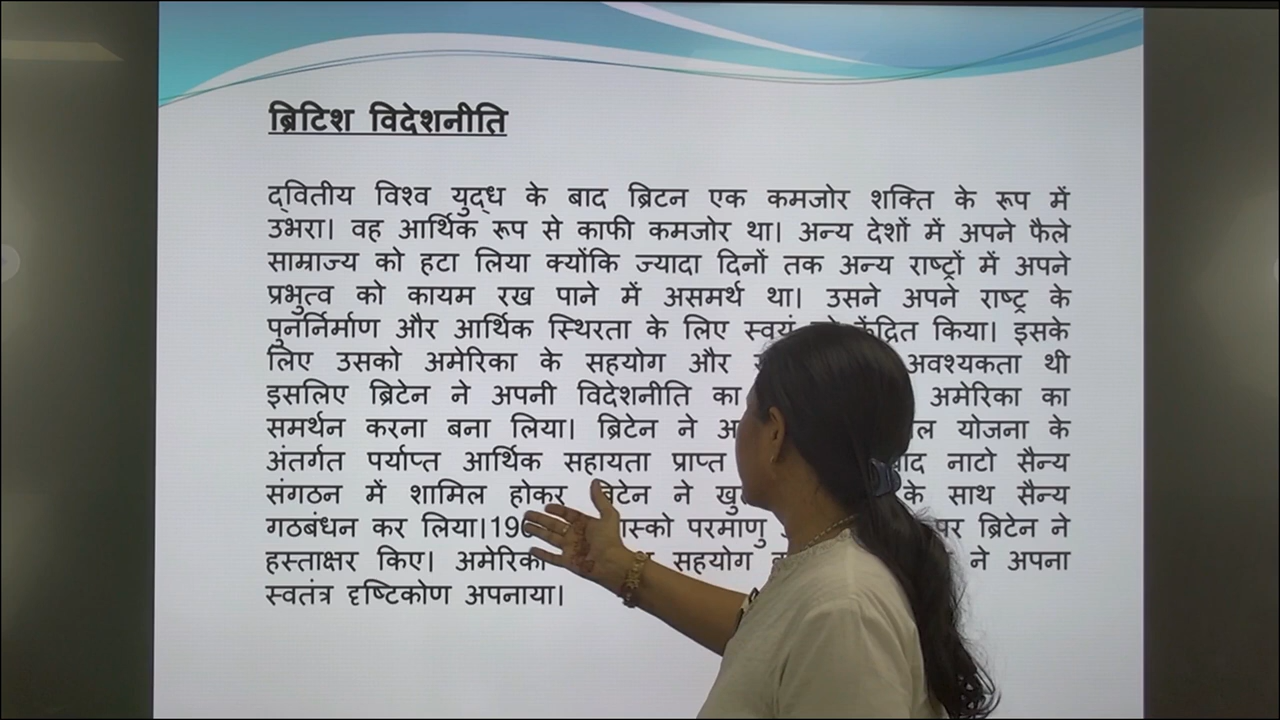 ब्रिटिश विदेशनीति
द्वितीय विश्व युद्ध के बाद ब्रिटन एक कमजोर शक्ति के रूप में
उभरा। वह आर्थिक रूप से काफी कमजोर था। अन्य देशों में अपने फैले
साम्राज्य को हटा लिया क्योंकि ज्यादा दिनों तक अन्य राष्ट्रों में अपने
प्रभुत्व को कायम रख पाने में असमर्थ था। उसने अपने राष्ट्र के
पुनर्निर्माण और आर्थिक स्थिरता के लिए स्वयं केंद्रित किया। इसके
लिए उसको अमेरिका के सहयोग और अवश्यकता थी
इसलिए ब्रिटेन ने अपनी विदेशनीति का अमेरिका का
समर्थन करना बना लिया। ब्रिटेन ने योजना के
अंतर्गत पर्याप्त आर्थिक सहायता प्राप्त नाटो सैन्य
संगठन में शामिल होकर ने के साथ सैन्य
गठबंधन कर लिया। परमाणु पर ब्रिटेन ने
हस्ताक्षर किए। अमेरिका सहयोग ने अपना
स्वतंत्र दृष्टिकोण अपनाया।